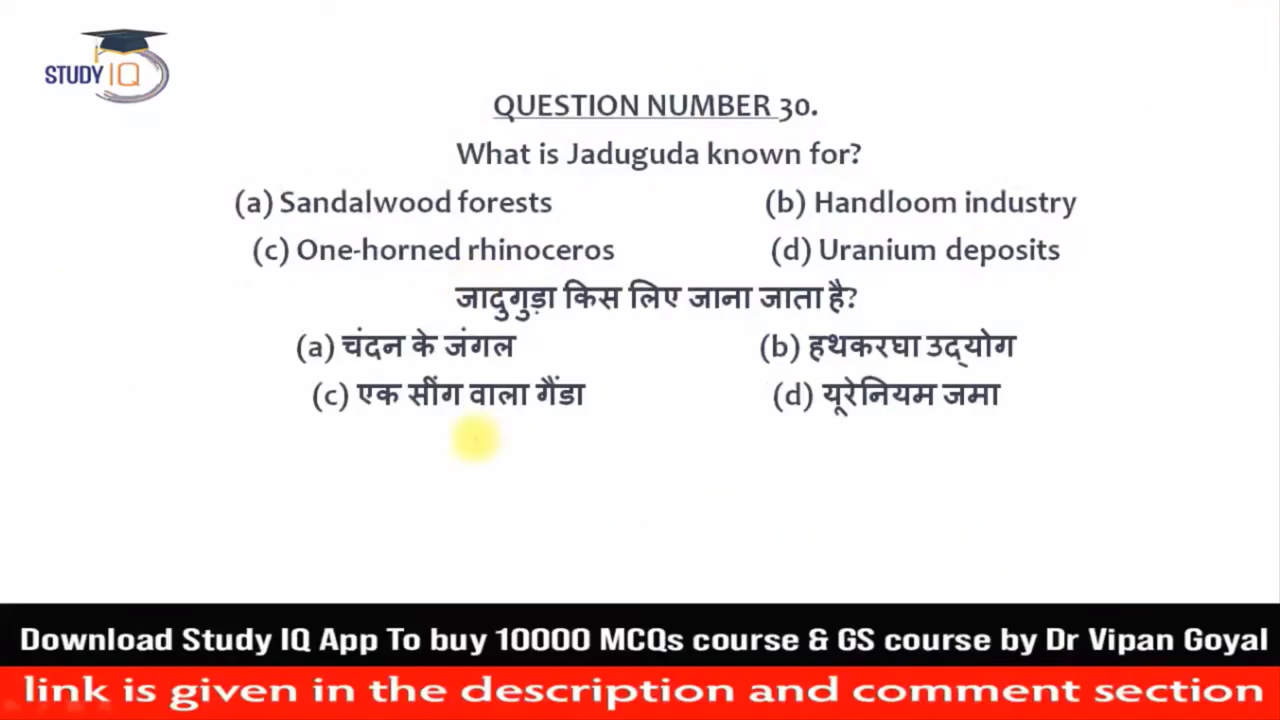 STUDY IQ
QUESTION NUMBER 30.
What is Jaduguda known for?
(a) Sandalwood forests (b) Handloom industry
(c) One-horned rhinoceros (d) Uranium deposits
जादुगुड़ा किस लिए जाना जाता है?
(a) चंदन के जंगल (b) हथकरघा उद्योग
(c) एक सींग वाला गैंडा (d) यूरेनियम जमा
Download Study IQ App To buy 10000 MCQs course & GS course by Dr Vipan Goyal
link is given in the description and comment section